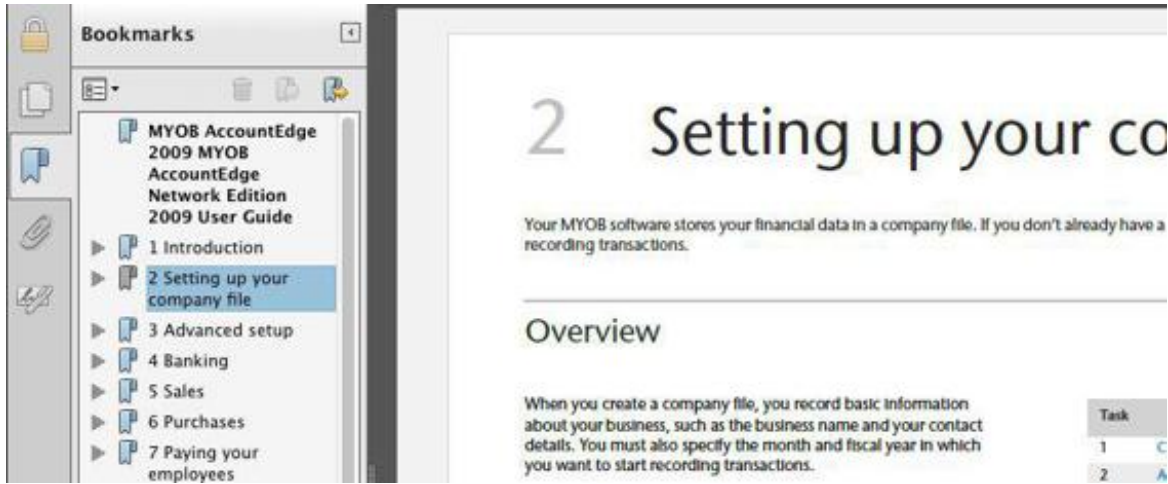 Bookmarks
MYOB AccountEdge
2009 MYOB
AccountEdge
Network Edition
2009 User Guide
1 Introduction
2 Setting up your
company file
3 Advanced setup
4 Banking
5 Sales
6 Purchases
7 Paying your
employees
2 Setting up your co
Your MYOB software stores your financial data in a company file. If you don't already have a
recording transactions.
Overview
When you create a company file, you record basic information
about your business, such as the business name and your contact
details. You must also specify the month and fiscal year in which
you want to start recording transactions.
Task
1 C
2 A